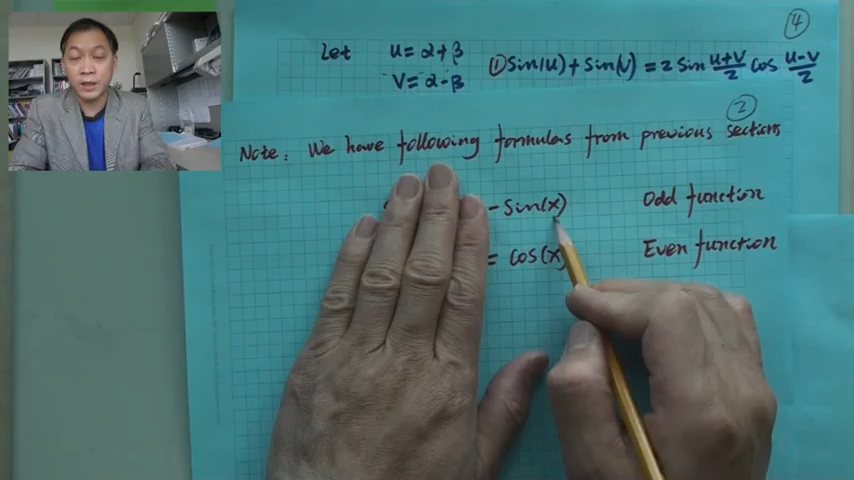 ④
Let u = α + β ① Sin(u) + Sin(v) = 2 Sin u+v/2 cos u-v/2
v = α - β
②
Note: We have following formulas from previous sections
- Sin(x) Odd function
= cos(x) Even function